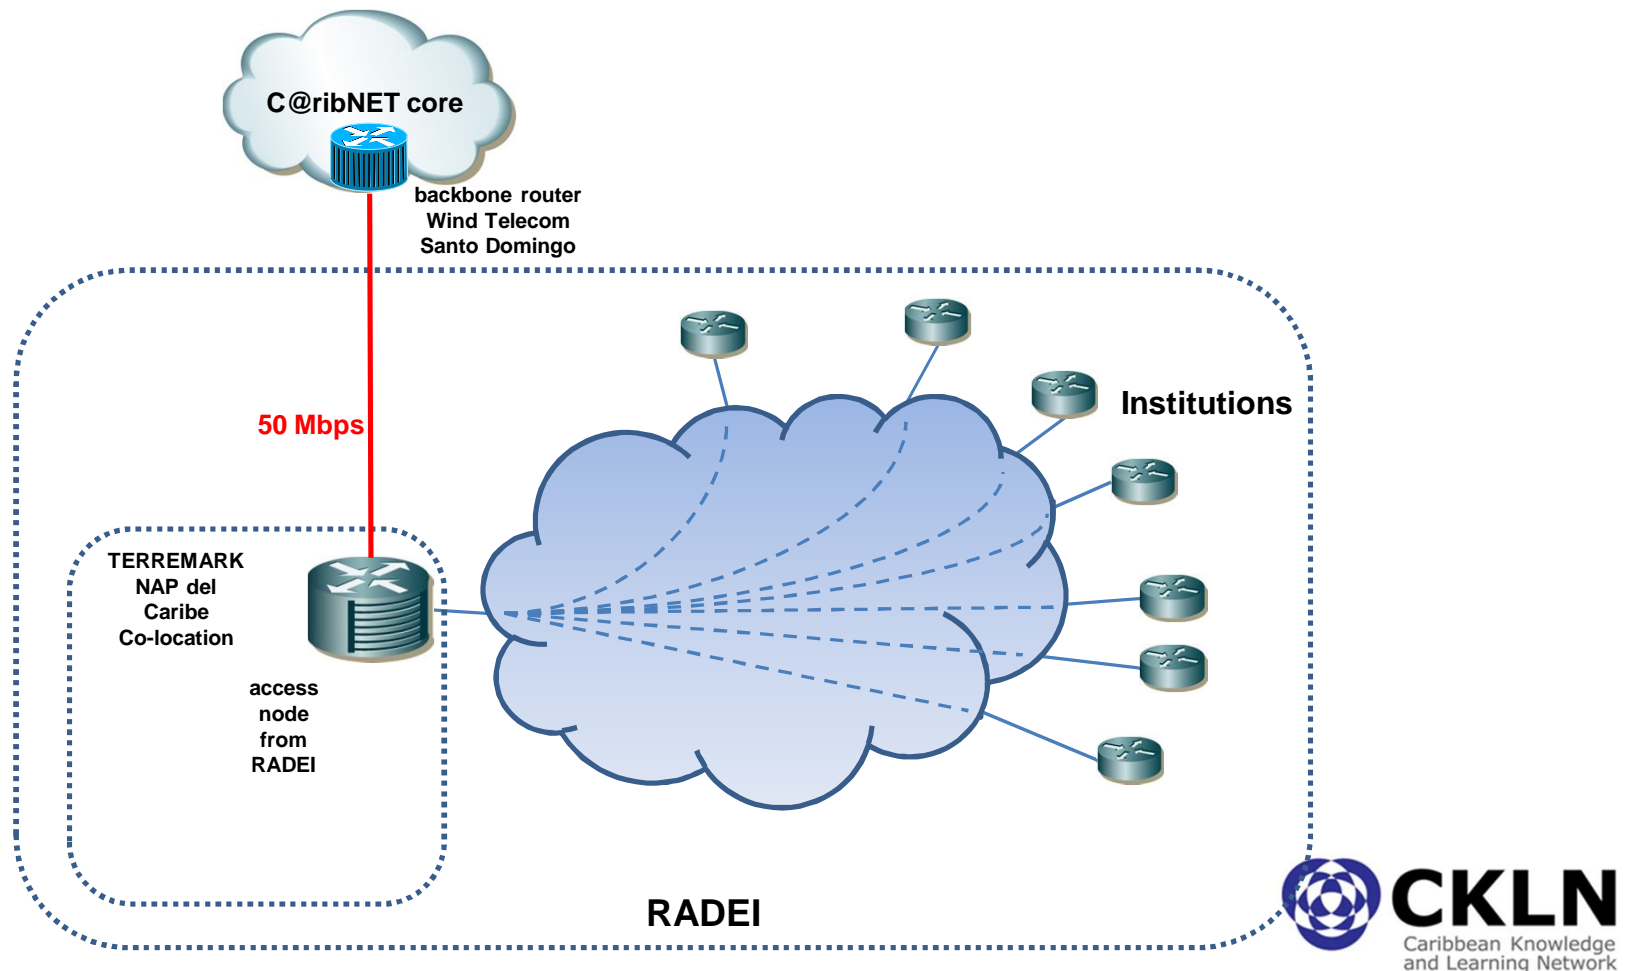 C@ribNET core
backbone router
Wind Telecom
Santo Domingo
50 Mbps
Institutions
TERREMARK
NAP del
Caribe
Co-location
access
node
from
RADEI
RADEI
CKLN
Caribbean Knowledge
and Learning Network